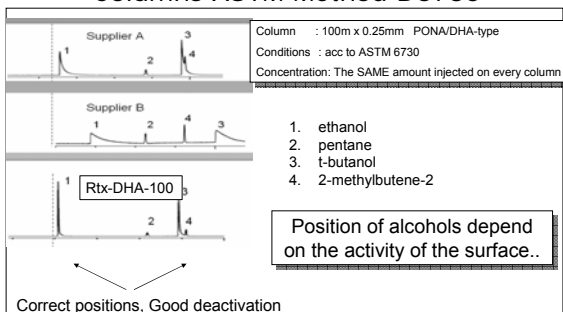 columns ASTM Method D6730
Supplier A
1
2
3
4
Supplier B
1
2
4
3
Rtx-DHA-100
1
2
3
4
Correct positions, Good deactivation
Column : 100m x 0.25mm PONA/DHA-type
Conditions : acc to ASTM 6730
Concentration: The SAME amount injected on every column
1. ethanol
2. pentane
3. t-butanol
4. 2-methylbutene-2
Position of alcohols depend
on the activity of the surface..